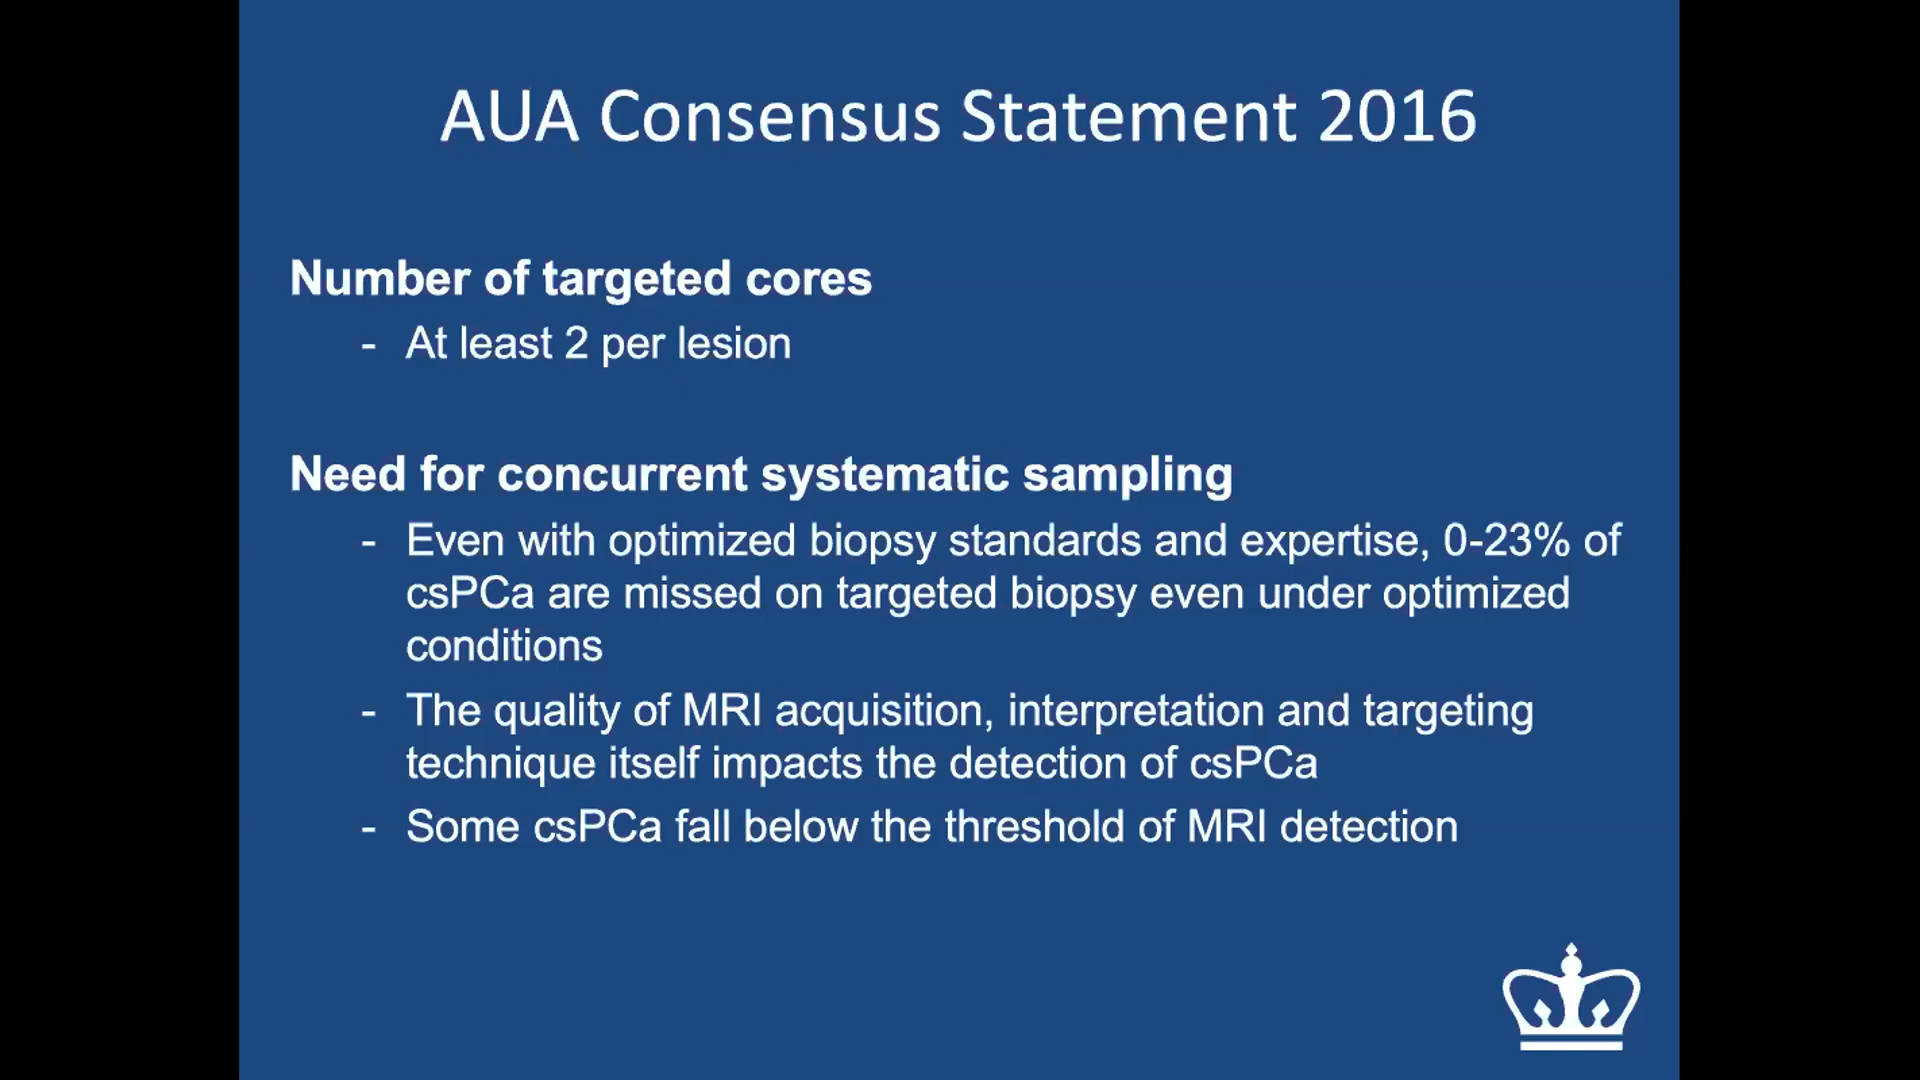 AUA Consensus Statement 2016
Number of targeted cores
- At least 2 per lesion
Need for concurrent systematic sampling
- Even with optimized biopsy standards and expertise, 0-23% of
csPCa are missed on targeted biopsy even under optimized
conditions
- The quality of MRI acquisition, interpretation and targeting
technique itself impacts the detection of csPCa
- Some csPCa fall below the threshold of MRI detection